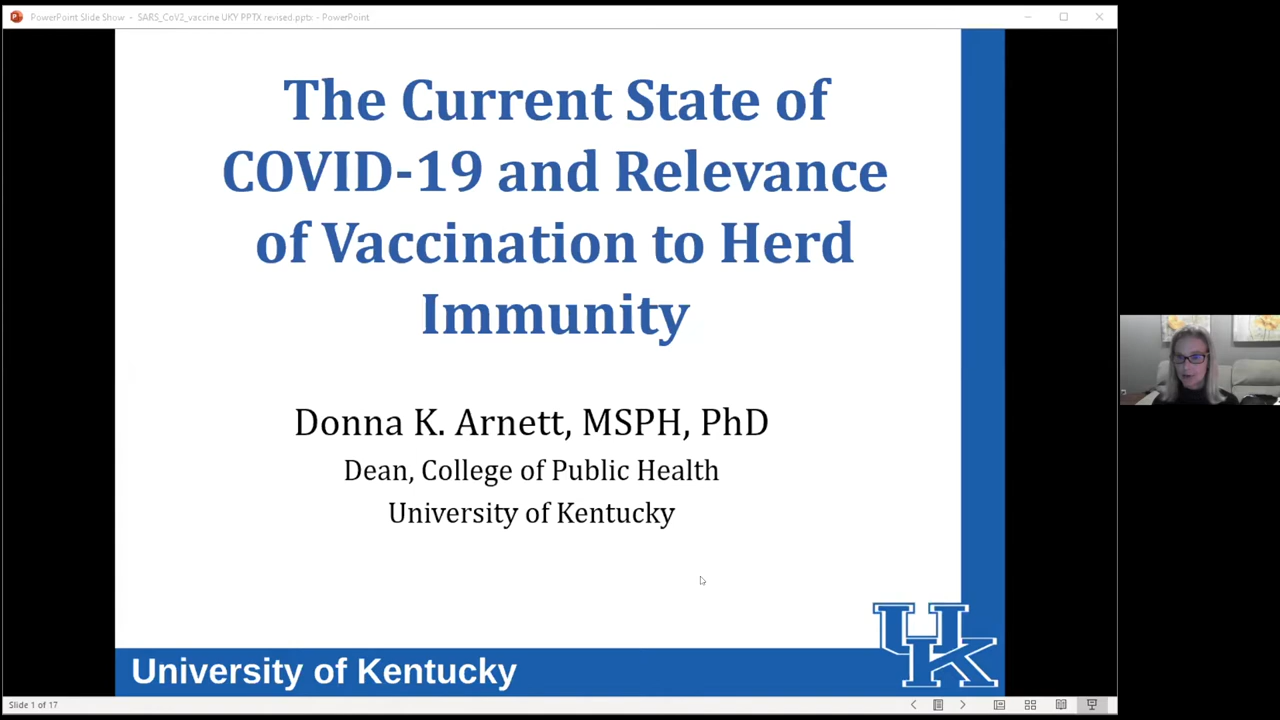 PowerPoint Slide Show - SARS_CoV2_vaccine UKY PPTX revised.pptx - PowerPoint
The Current State of
COVID-19 and Relevance
of Vaccination to Herd
Immunity
Donna K. Arnett, MSPH, PhD
Dean, College of Public Health
University of Kentucky
UK
University of Kentucky
Slide 1 of 17